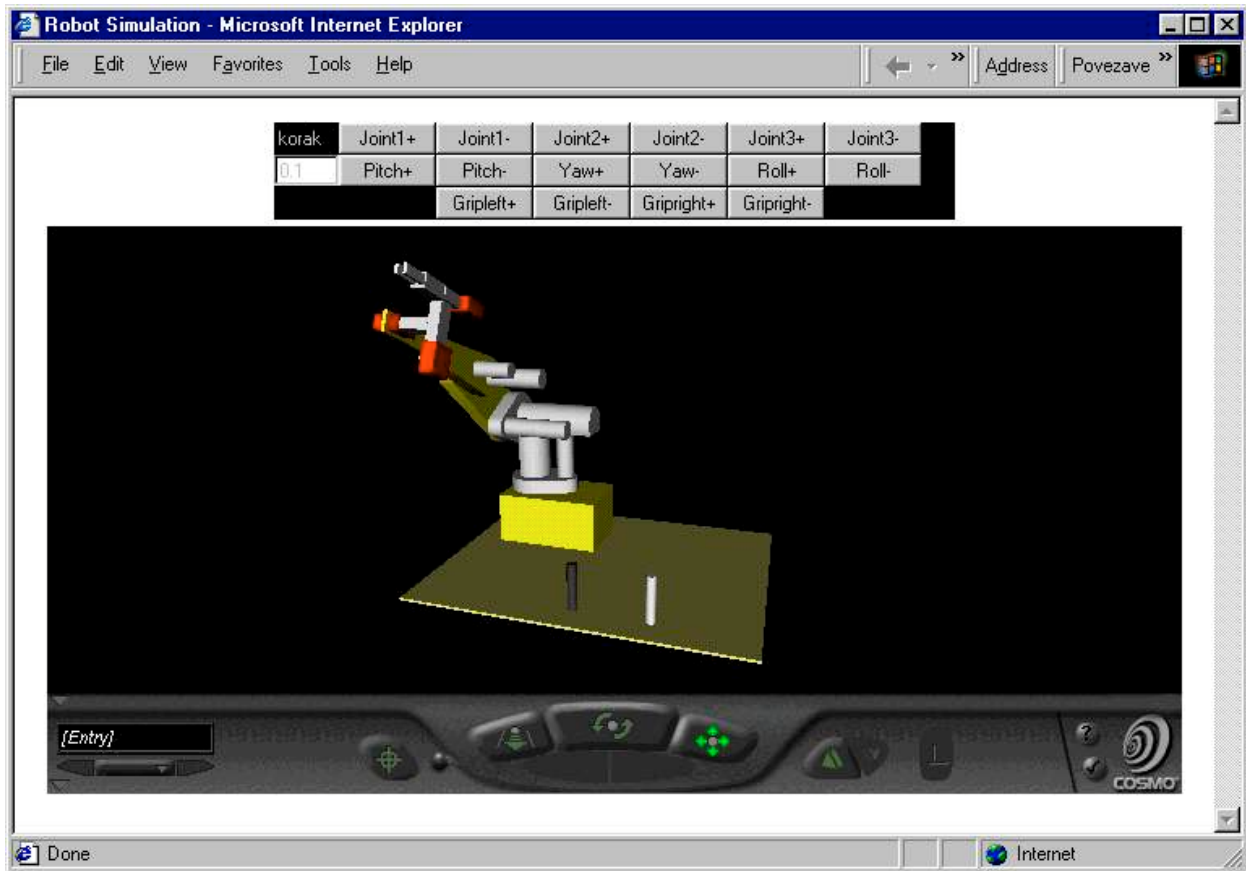 Robot Simulation - Microsoft Internet Explorer
File Edit View Favorites Tools Help » Address Povezave »
korak Joint1+ Joint1- Joint2+ Joint2- Joint3+ Joint3-
0.1 Pitch+ Pitch- Yaw+ Yaw- Roll+ Roll-
Gripleft+ Gripleft- Gripright+ Gripright-
[Entry]
?
COSMO
Done Internet